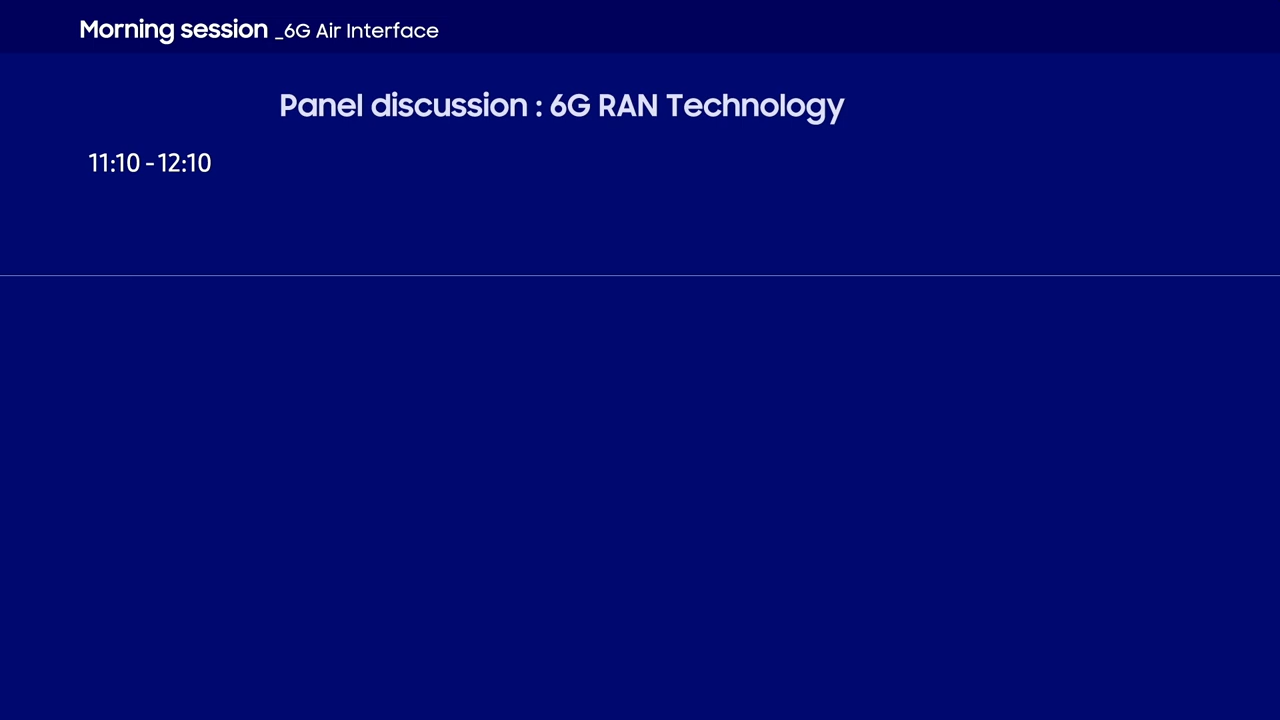 Morning session _6G Air Interface
Panel discussion : 6G RAN Technology
11:10 - 12:10